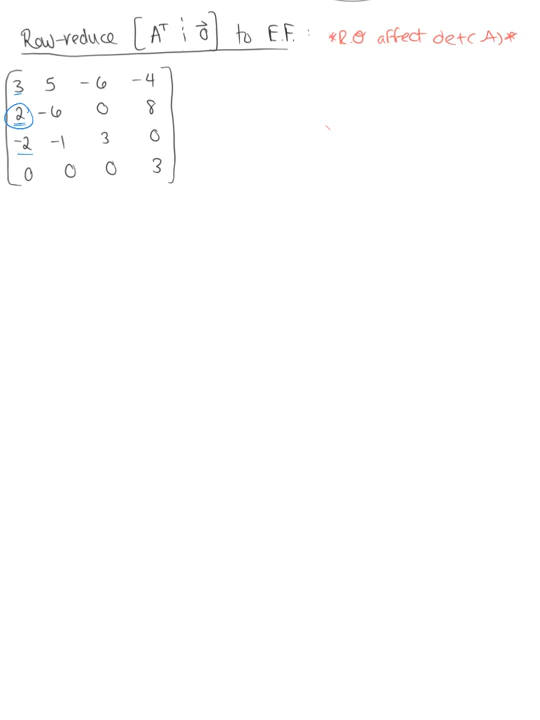 Row-reduce [Aᵀ ¦ 0⃗] to E.F. : *R.O affect det(A)*
3 5 -6 -4
2 -6 0 8
-2 -1 3 0
0 0 0 3